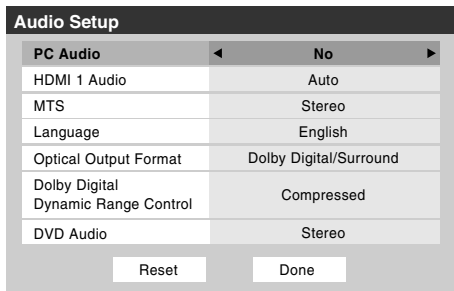 Audio Setup
PC Audio ◀ No ▶
HDMI 1 Audio Auto
MTS Stereo
Language English
Optical Output Format Dolby Digital/Surround
Dolby Digital
Dynamic Range Control Compressed
DVD Audio Stereo
Reset Done